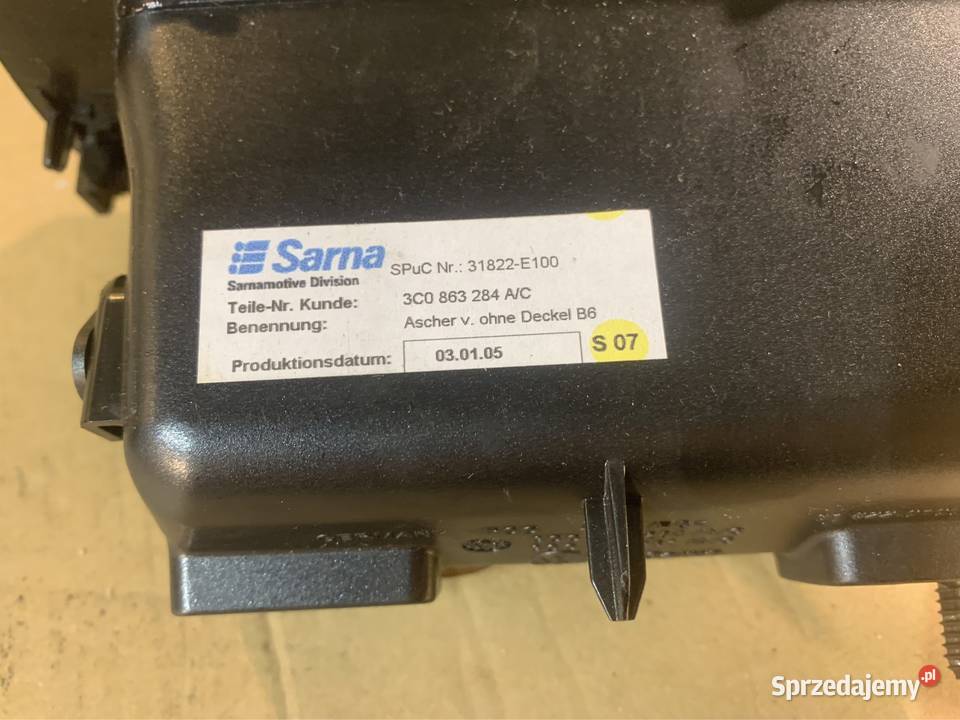 Sarna
SPuC Nr.: 31822-E100
Sarnamotive Division
Teile-Nr. Kunde: 3C0 863 284 A/C
Benennung: Ascher v. ohne Deckel B6
Produktionsdatum: 03.01.05
S 07
GERMANY
Sprzedajemy.pl